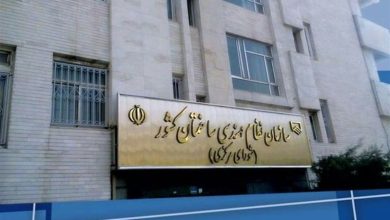 سازمان نظام مهندسی ساختمان کشور
(شورای مرکزی)